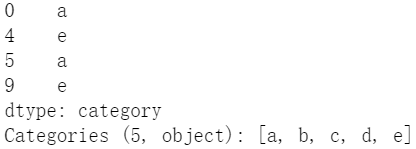 0    a
4    e
5    a
9    e
dtype: category
Categories (5, object): [a, b, c, d, e]